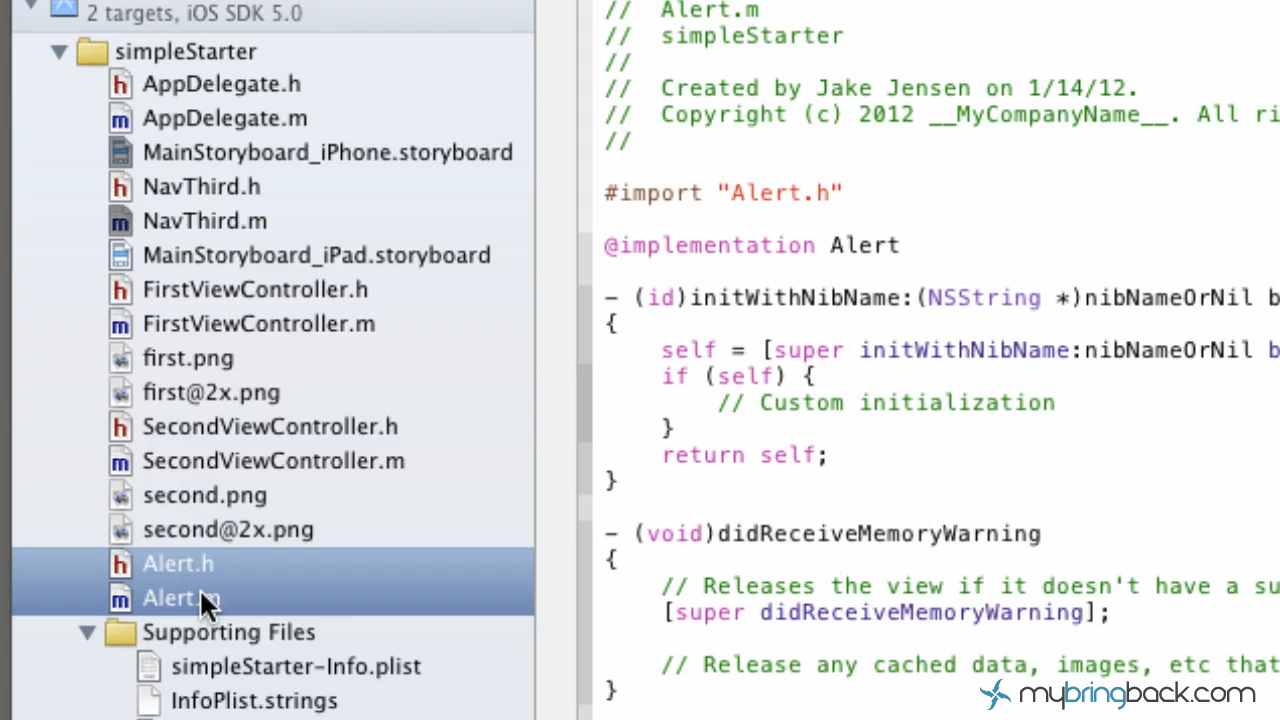 2 targets, iOS SDK 5.0
simpleStarter
AppDelegate.h
AppDelegate.m
MainStoryboard_iPhone.storyboard
NavThird.h
NavThird.m
MainStoryboard_iPad.storyboard
FirstViewController.h
FirstViewController.m
first.png
first@2x.png
SecondViewController.h
SecondViewController.m
second.png
second@2x.png
Alert.h
Alert.m
Supporting Files
simpleStarter-Info.plist
InfoPlist.strings
// Alert.m
// simpleStarter
//
// Created by Jake Jensen on 1/14/12.
// Copyright (c) 2012 __MyCompanyName__. All ri
//
#import "Alert.h"
@implementation Alert
- (id)initWithNibName:(NSString *)nibNameOrNil b
{
self = [super initWithNibName:nibNameOrNil b
if (self) {
// Custom initialization
}
return self;
}
- (void)didReceiveMemoryWarning
{
// Releases the view if it doesn't have a su
[super didReceiveMemoryWarning];
// Release any cached data, images, etc that
}
mybringback.com